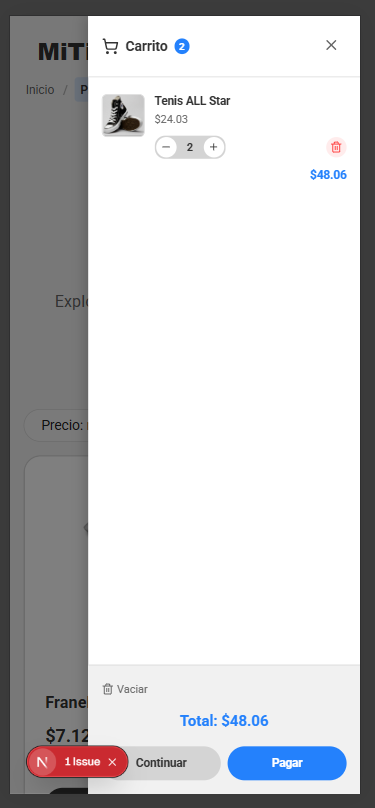 MiTi
Carrito 2
Inicio / P
Tenis ALL Star
$24.03
− 2 +
$48.06
Explo
Precio:
Vaciar
Franel
Total: $48.06
$7.12
N 1 Issue ×
Continuar
Pagar